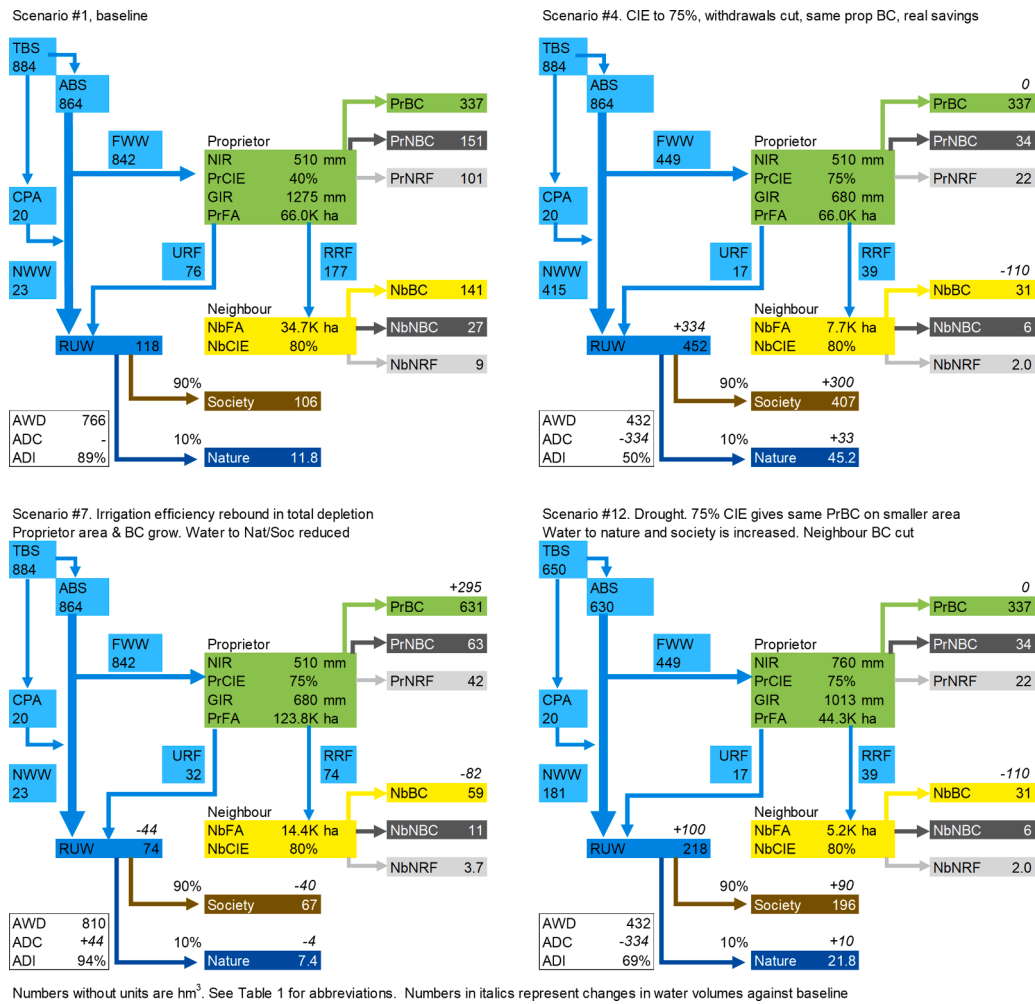 Scenario #1, baseline
TBS
884
ABS
864
FWW
842
CPA
20
NWW
23
Proprietor
NIR 510 mm
PrCIE 40%
GIR 1275 mm
PrFA 66.0K ha
PrBC 337
PrNBC 151
PrNRF 101
URF
76
RRF
177
Neighbour
NbFA 34.7K ha
NbCIE 80%
NbBC 141
NbNBC 27
NbNRF 9
RUW 118
90%
Society 106
10%
Nature 11.8
AWD 766
ADC -
ADI 89%
Scenario #4. CIE to 75%, withdrawals cut, same prop BC, real savings
TBS
884
ABS
864
FWW
449
CPA
20
NWW
415
Proprietor
NIR 510 mm
PrCIE 75%
GIR 680 mm
PrFA 66.0K ha
0
PrBC 337
PrNBC 34
PrNRF 22
URF
17
RRF
39
Neighbour
NbFA 7.7K ha
NbCIE 80%
-110
NbBC 31
NbNBC 6
NbNRF 2.0
+334
RUW 452
90% +300
Society 407
10% +33
Nature 45.2
AWD 432
ADC -334
ADI 50%
Scenario #7. Irrigation efficiency rebound in total depletion
Proprietor area & BC grow. Water to Nat/Soc reduced
TBS
884
ABS
864
FWW
842
CPA
20
NWW
23
Proprietor
NIR 510 mm
PrCIE 75%
GIR 680 mm
PrFA 123.8K ha
+295
PrBC 631
PrNBC 63
PrNRF 42
URF
32
RRF
74
Neighbour
NbFA 14.4K ha
NbCIE 80%
-82
NbBC 59
NbNBC 11
NbNRF 3.7
-44
RUW 74
90% -40
Society 67
10% -4
Nature 7.4
AWD 810
ADC +44
ADI 94%
Scenario #12. Drought. 75% CIE gives same PrBC on smaller area
Water to nature and society is increased. Neighbour BC cut
TBS
650
ABS
630
FWW
449
CPA
20
NWW
181
Proprietor
NIR 760 mm
PrCIE 75%
GIR 1013 mm
PrFA 44.3K ha
0
PrBC 337
PrNBC 34
PrNRF 22
URF
17
RRF
39
Neighbour
NbFA 5.2K ha
NbCIE 80%
-110
NbBC 31
NbNBC 6
NbNRF 2.0
+100
RUW 218
90% +90
Society 196
10% +10
Nature 21.8
AWD 432
ADC -334
ADI 69%
Numbers without units are hm³. See Table 1 for abbreviations. Numbers in italics represent changes in water volumes against baseline